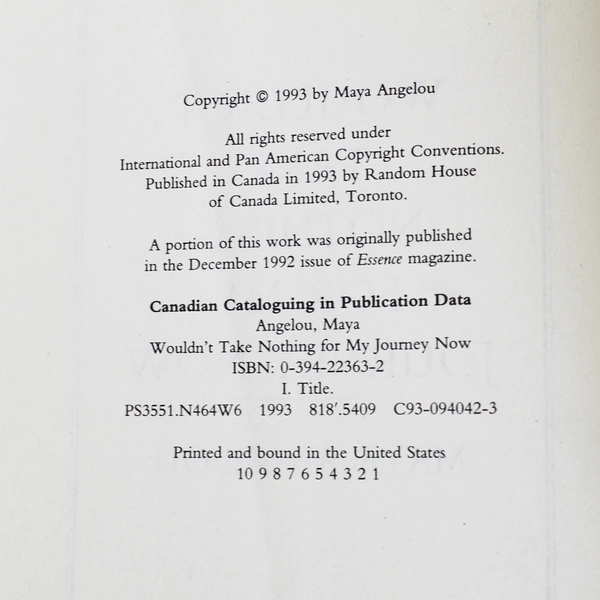 Copyright © 1993 by Maya Angelou
All rights reserved under
International and Pan American Copyright Conventions.
Published in Canada in 1993 by Random House
of Canada Limited, Toronto.
A portion of this work was originally published
in the December 1992 issue of Essence magazine.
Canadian Cataloguing in Publication Data
Angelou, Maya
Wouldn't Take Nothing for My Journey Now
ISBN: 0-394-22363-2
I. Title.
PS3551.N464W6 1993 818'.5409 C93-094042-3
Printed and bound in the United States
10 9 8 7 6 5 4 3 2 1